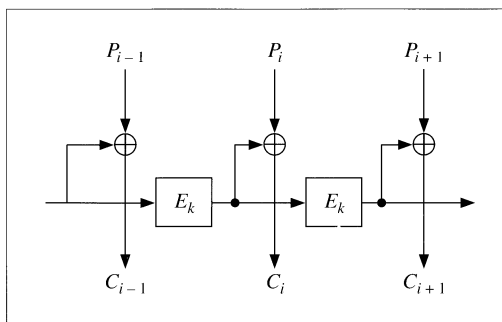 P_{i-1} P_i P_{i+1}
E_k E_k
C_{i-1} C_i C_{i+1}